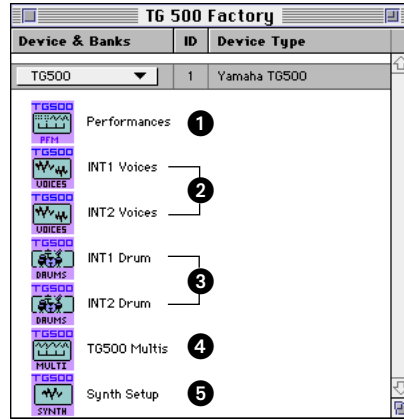 TG 500 Factory
Device & Banks ID Device Type
TG500 1 Yamaha TG500
TG500 PFM Performances 1
TG500 VOICES INT1 Voices
2
TG500 VOICES INT2 Voices
TG500 DRUMS INT1 Drum
3
TG500 DRUMS INT2 Drum
TG500 MULTI TG500 Multis 4
TG500 SYNTH Synth Setup 5